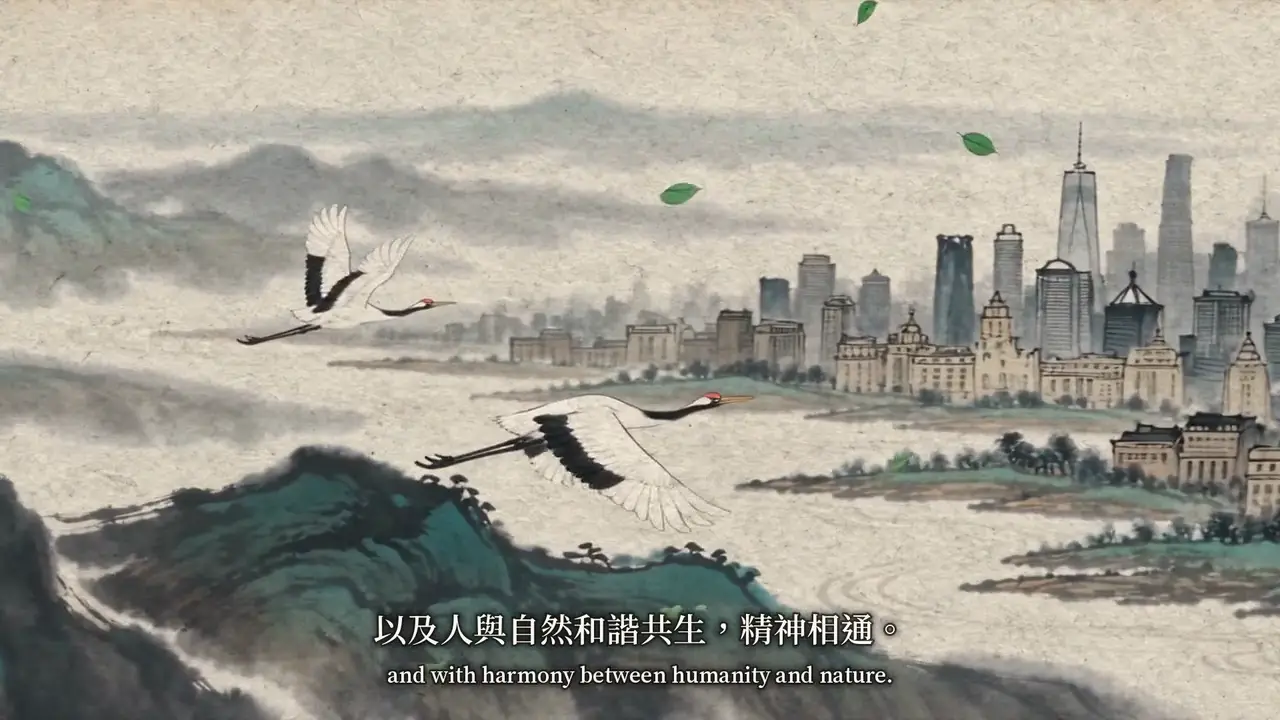 以及人與自然和諧共生，精神相通。
and with harmony between humanity and nature.